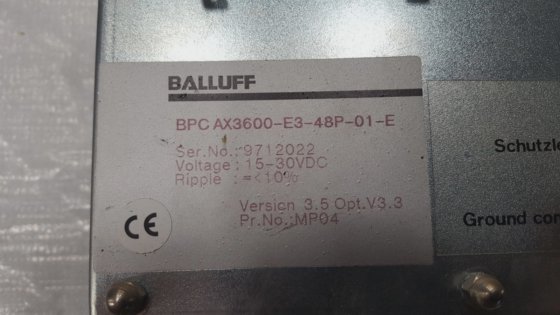 BALLUFF
BPC AX3600-E3-48P-01-E
Ser.No.:9712022
Voltage: 15-30VDC
Ripple :=<10%
Version 3.5 Opt.V3.3
Pr.No.:MP04
CE
Schutzle
Ground con